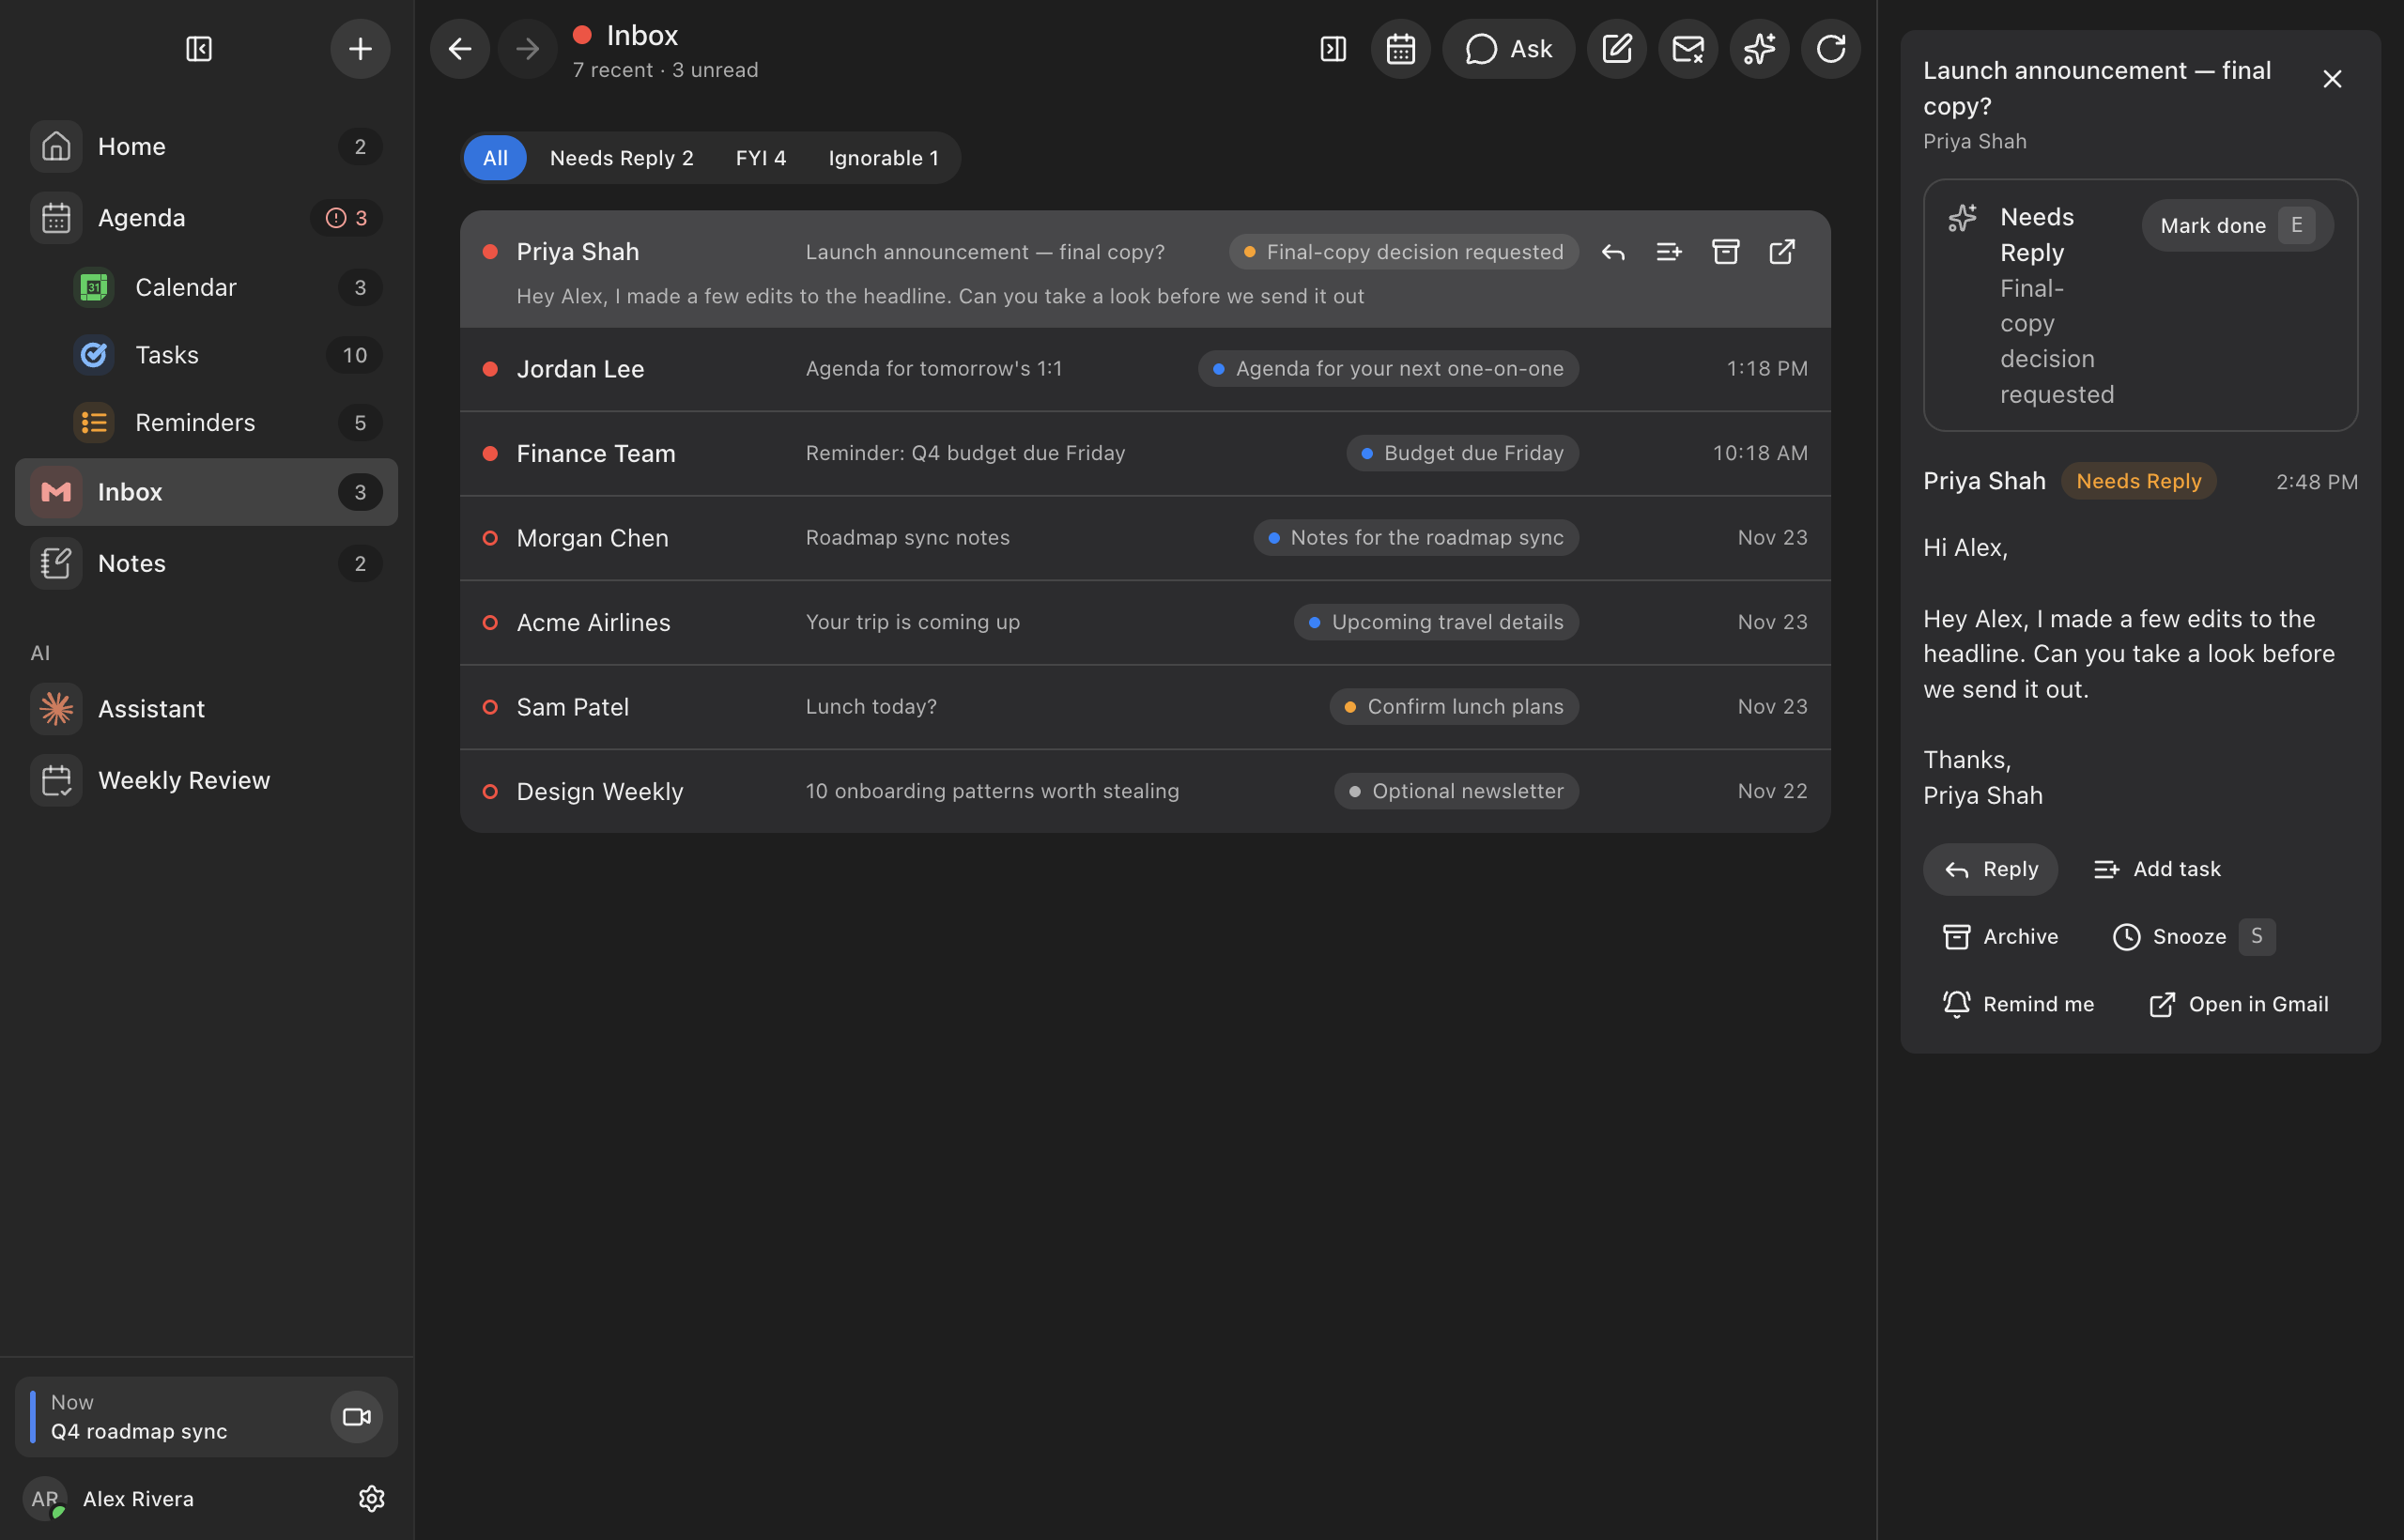 Home 2
Agenda 3
31 Calendar 3
Tasks 10
Reminders 5
Inbox 3
Notes 2
AI
Assistant
Weekly Review
Now
Q4 roadmap sync
AR Alex Rivera
Inbox
7 recent · 3 unread
Ask
All Needs Reply 2 FYI 4 Ignorable 1
Priya Shah Launch announcement — final copy? Final-copy decision requested
Hey Alex, I made a few edits to the headline. Can you take a look before we send it out
Jordan Lee Agenda for tomorrow's 1:1 Agenda for your next one-on-one 1:18 PM
Finance Team Reminder: Q4 budget due Friday Budget due Friday 10:18 AM
Morgan Chen Roadmap sync notes Notes for the roadmap sync Nov 23
Acme Airlines Your trip is coming up Upcoming travel details Nov 23
Sam Patel Lunch today? Confirm lunch plans Nov 23
Design Weekly 10 onboarding patterns worth stealing Optional newsletter Nov 22
Launch announcement — final
copy?
Priya Shah
Needs
Reply
Mark done E
Final-
copy
decision
requested
Priya Shah Needs Reply 2:48 PM
Hi Alex,
Hey Alex, I made a few edits to the
headline. Can you take a look before
we send it out.
Thanks,
Priya Shah
Reply Add task
Archive Snooze S
Remind me Open in Gmail